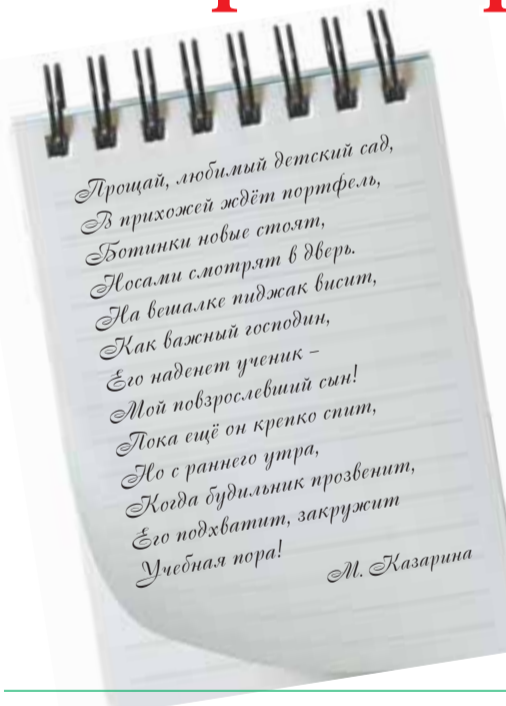 Прощай, любимый детский сад,
В прихожей ждёт портфель,
Ботинки новые стоят,
Носами смотрят в дверь.
На вешалке пиджак висит,
Как важный господин,
Его наденет ученик –
Мой повзрослевший сын!
Пока ещё он крепко спит,
Но с раннего утра,
Когда будильник прозвенит,
Его подхватит, закружит
Учебная пора!
М. Казарина